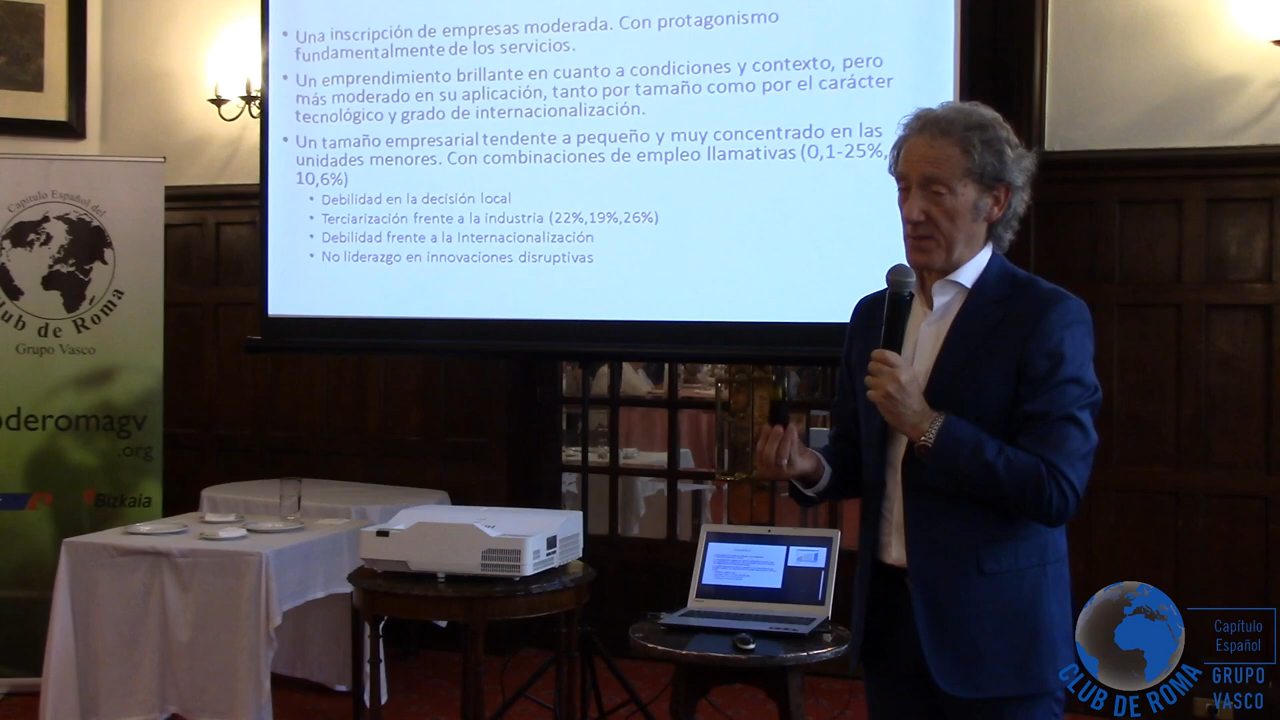 • Una inscripción de empresas moderada. Con protagonismo
fundamentalmente de los servicios.
• Un emprendimiento brillante en cuanto a condiciones y contexto, pero
más moderado en su aplicación, tanto por tamaño como por el carácter
tecnológico y grado de internacionalización.
• Un tamaño empresarial tendente a pequeño y muy concentrado en las
unidades menores. Con combinaciones de empleo llamativas (0,1-25%,
10,6%)
• Debilidad en la decisión local
• Terciarización frente a la industria (22%,19%,26%)
• Debilidad frente a la Internacionalización
• No liderazgo en innovaciones disruptivas
Capítulo Español del
lub de Roma
Grupo Vasco
oderomagv
.org
Bizkaia
CLUB DE ROMA
Capítulo
Español
GRUPO
VASCO